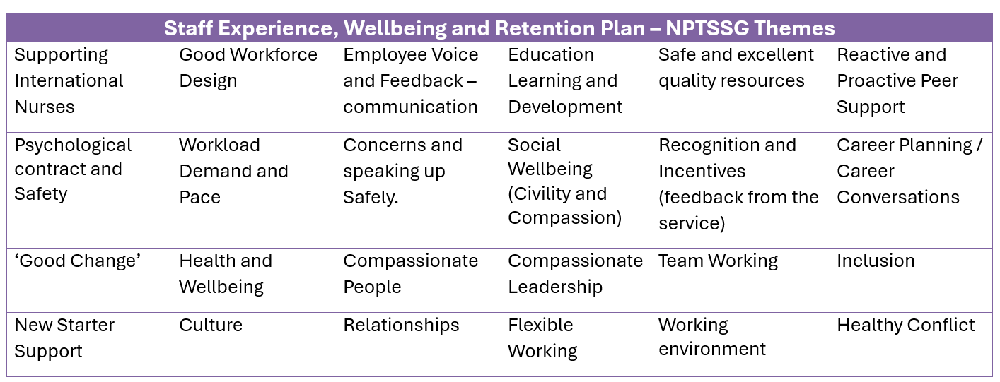 Staff Experience, Wellbeing and Retention Plan – NPTSSG Themes
Supporting
International
Nurses
Good Workforce
Design
Employee Voice
and Feedback –
communication
Education
Learning and
Development
Safe and excellent
quality resources
Reactive and
Proactive Peer
Support
Psychological
contract and
Safety
Workload
Demand and
Pace
Concerns and
speaking up
Safely.
Social
Wellbeing
(Civility and
Compassion)
Recognition and
Incentives
(feedback from the
service)
Career Planning /
Career
Conversations
‘Good Change’
Health and
Wellbeing
Compassionate
People
Compassionate
Leadership
Team Working
Inclusion
New Starter
Support
Culture
Relationships
Flexible
Working
Working
environment
Healthy Conflict